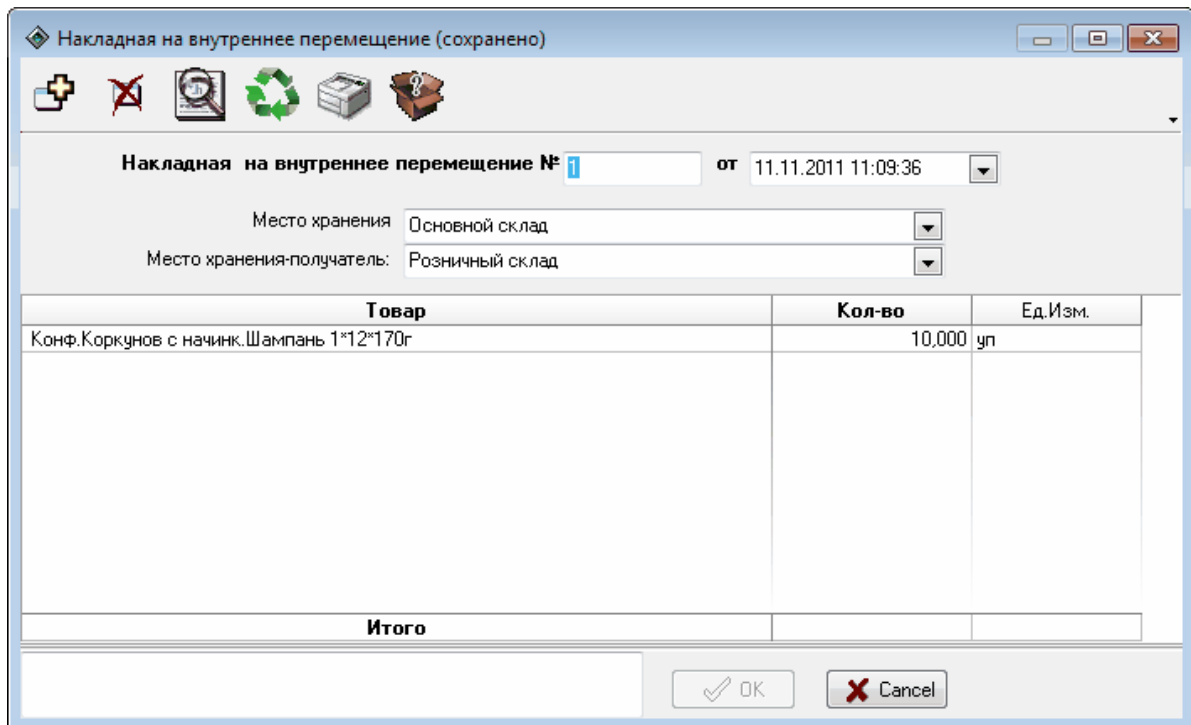 Накладная на внутреннее перемещение (сохранено)
Накладная на внутреннее перемещение № 1 от 11.11.2011 11:09:36
Место хранения Основной склад
Место хранения-получатель: Розничный склад
Товар Кол-во Ед.Изм.
Конф.Коркунов с начинк.Шампань 1*12*170г 10,000 уп
Итого
OK Cancel